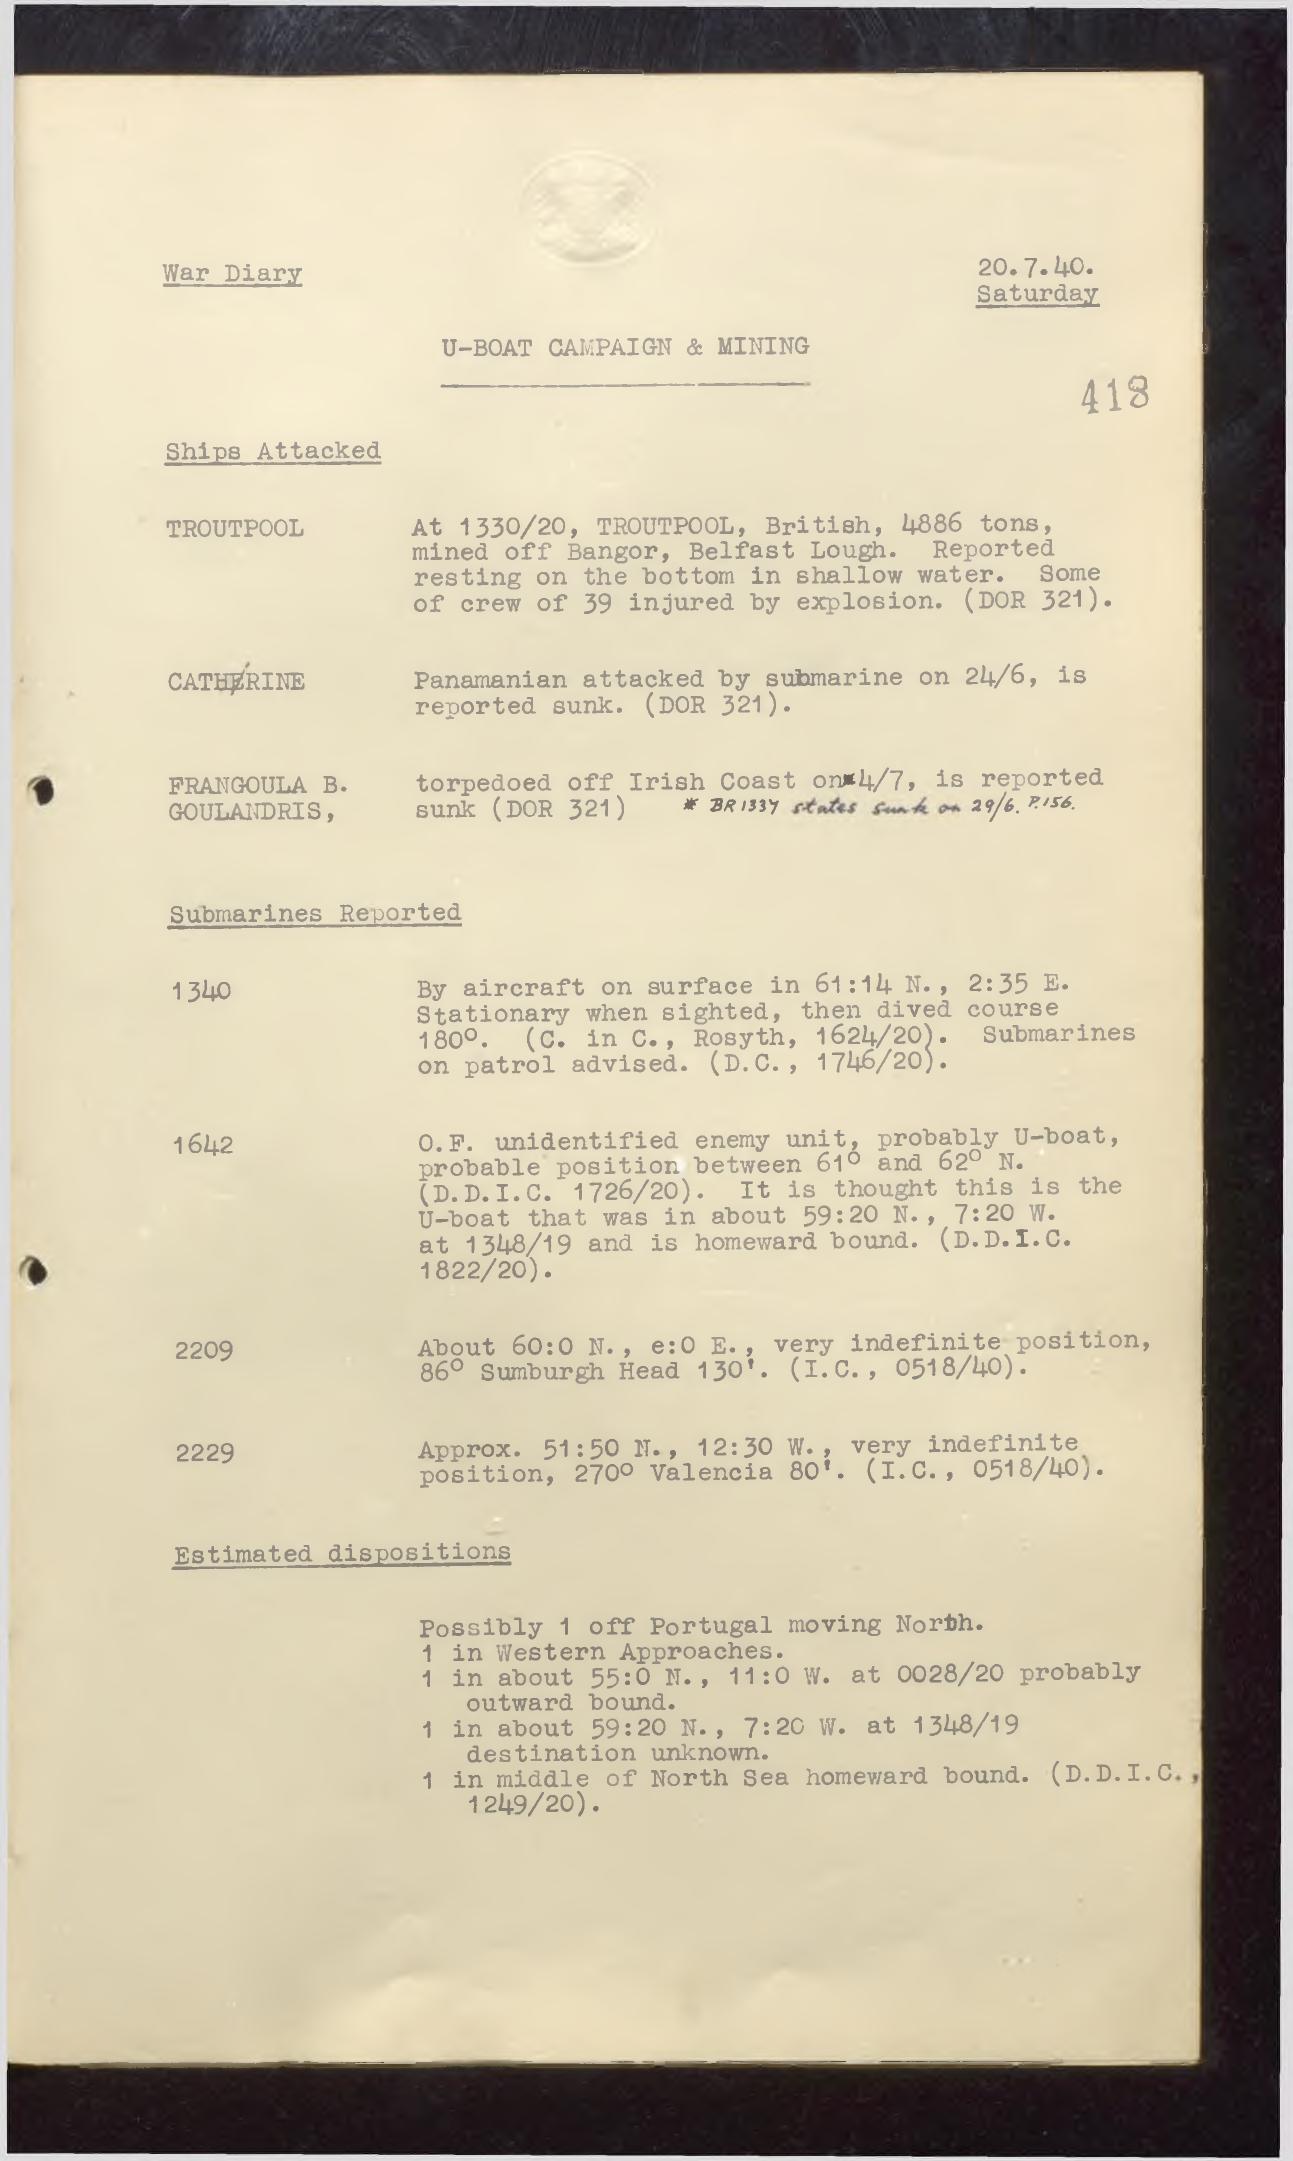 War Diary
20.7.40.
Saturday
U-BOAT CAMPAIGN & MINING
418
Ships Attacked
TROUTPOOL At 1330/20, TROUTPOOL, British, 4886 tons,
mined off Bangor, Belfast Lough. Reported
resting on the bottom in shallow water. Some
of crew of 39 injured by explosion. (DOR 321).
CATHERINE Panamanian attacked by submarine on 24/6, is
reported sunk. (DOR 321).
FRANGOULA B. torpedoed off Irish Coast on*4/7, is reported
GOULANDRIS, sunk (DOR 321) * BR 1337 states sunk on 29/6. P.156.
Submarines Reported
1340 By aircraft on surface in 61:14 N., 2:35 E.
Stationary when sighted, then dived course
180°. (C. in C., Rosyth, 1624/20). Submarines
on patrol advised. (D.C., 1746/20).
1642 O.F. unidentified enemy unit, probably U-boat,
probable position between 61° and 62° N.
(D.D.I.C. 1726/20). It is thought this is the
U-boat that was in about 59:20 N., 7:20 W.
at 1348/19 and is homeward bound. (D.D.I.C.
1822/20).
2209 About 60:0 N., e:0 E., very indefinite position,
86° Sumburgh Head 130'. (I.C., 0518/40).
2229 Approx. 51:50 N., 12:30 W., very indefinite
position, 270° Valencia 80'. (I.C., 0518/40).
Estimated dispositions
Possibly 1 off Portugal moving North.
1 in Western Approaches.
1 in about 55:0 N., 11:0 W. at 0028/20 probably
outward bound.
1 in about 59:20 N., 7:20 W. at 1348/19
destination unknown.
1 in middle of North Sea homeward bound. (D.D.I.C.,
1249/20).